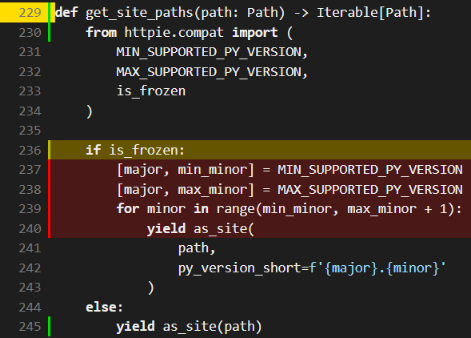 229 def get_site_paths(path: Path) -> Iterable[Path]:
230     from httpie.compat import (
231         MIN_SUPPORTED_PY_VERSION,
232         MAX_SUPPORTED_PY_VERSION,
233         is_frozen
234     )
235
236     if is_frozen:
237         [major, min_minor] = MIN_SUPPORTED_PY_VERSION
238         [major, max_minor] = MAX_SUPPORTED_PY_VERSION
239         for minor in range(min_minor, max_minor + 1):
240             yield as_site(
241                 path,
242                 py_version_short=f'{major}.{minor}'
243             )
244     else:
245         yield as_site(path)